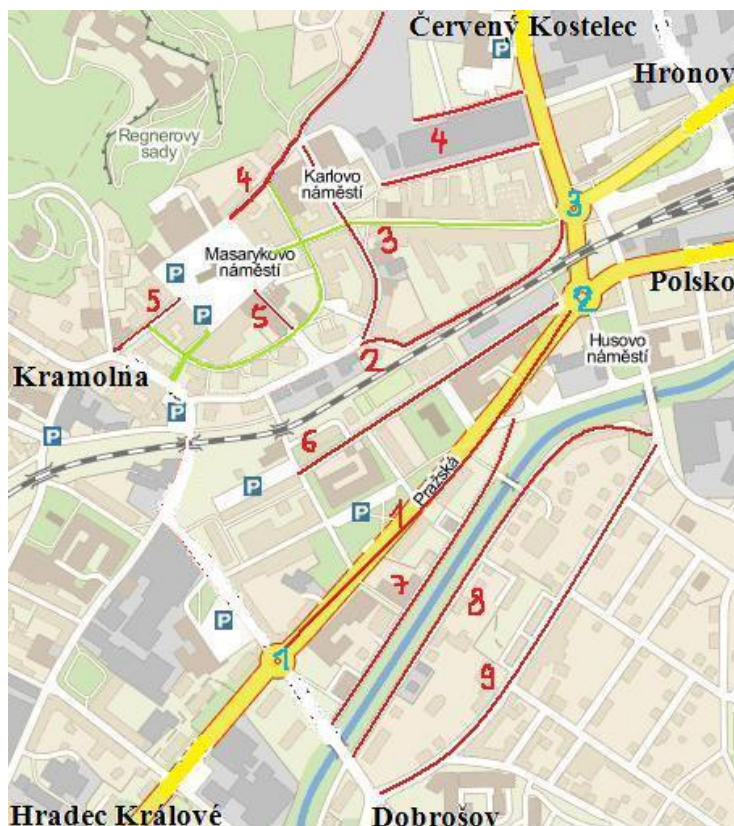 Červený Kostelec
P
Hronov
Regnerovy
sady
4
4
Karlovo
náměstí
3
3
Masarykovo
náměstí
P
5
5
P
Polsko
2
2
Husovo
náměstí
Kramolňa
P
P
6
P
Pražská
1
P
7
8
P
1
9
Hradec Králové
Dobrošov